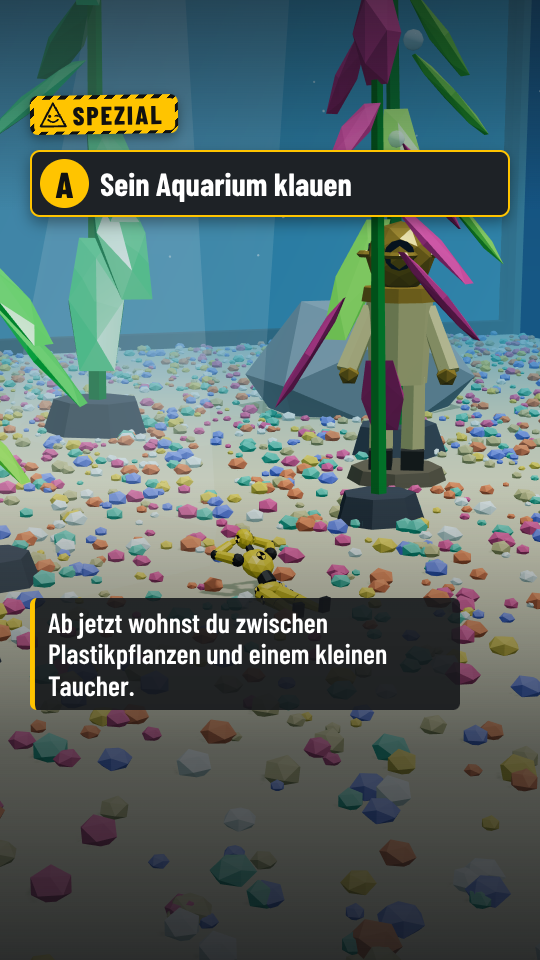 SPEZIAL
A Sein Aquarium klauen
Ab jetzt wohnst du zwischen
Plastikpflanzen und einem kleinen
Taucher.